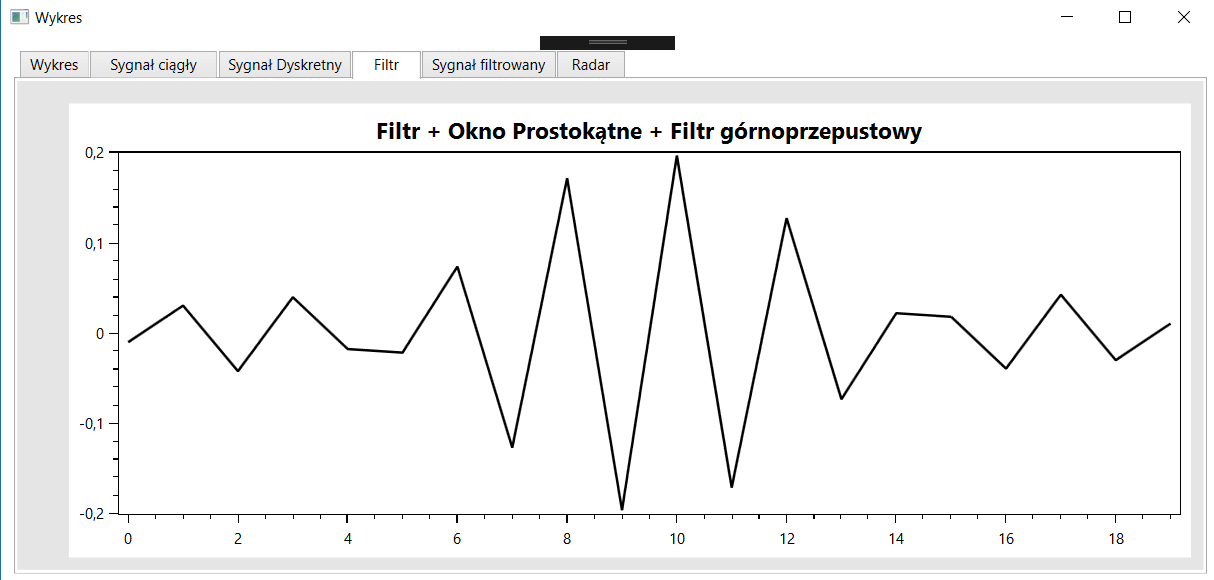 Wykres
Wykres Sygnał ciągły Sygnał Dyskretny Filtr Sygnał filtrowany Radar
Filtr + Okno Prostokątne + Filtr górnoprzepustowy
0,2
0,1
0
-0,1
-0,2
0 2 4 6 8 10 12 14 16 18